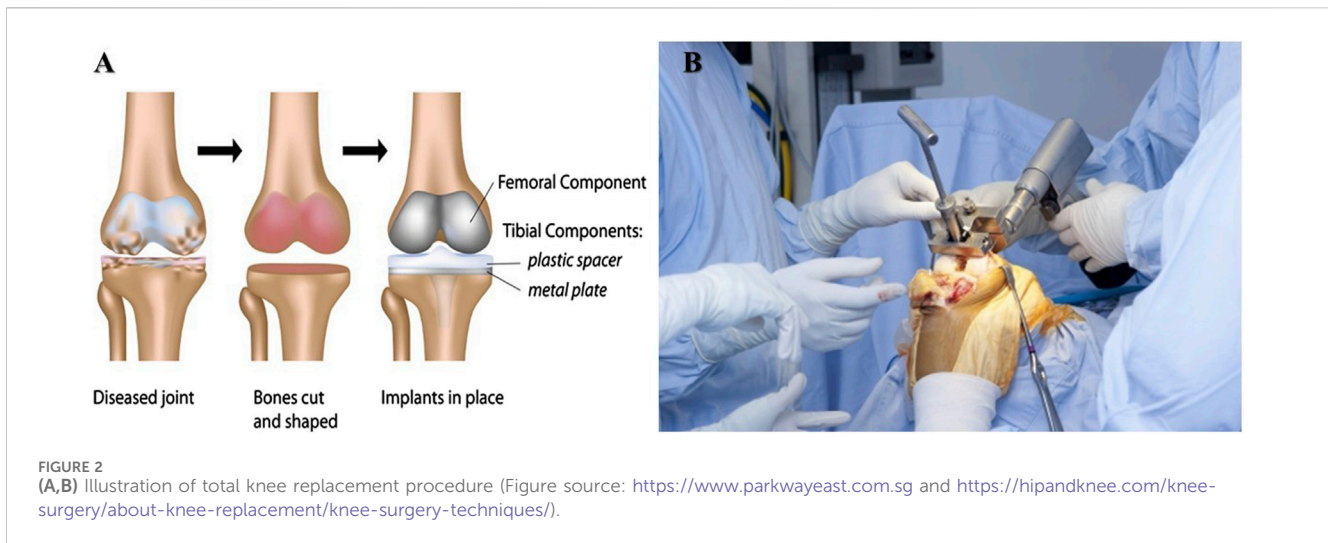 A
Femoral Component
Tibial Components:
plastic spacer
metal plate
Diseased joint
Bones cut
and shaped
Implants in place
B
FIGURE 2
(A,B) Illustration of total knee replacement procedure (Figure source: https://www.parkwayeast.com.sg and https://hipandknee.com/knee-
surgery/about-knee-replacement/knee-surgery-techniques/).